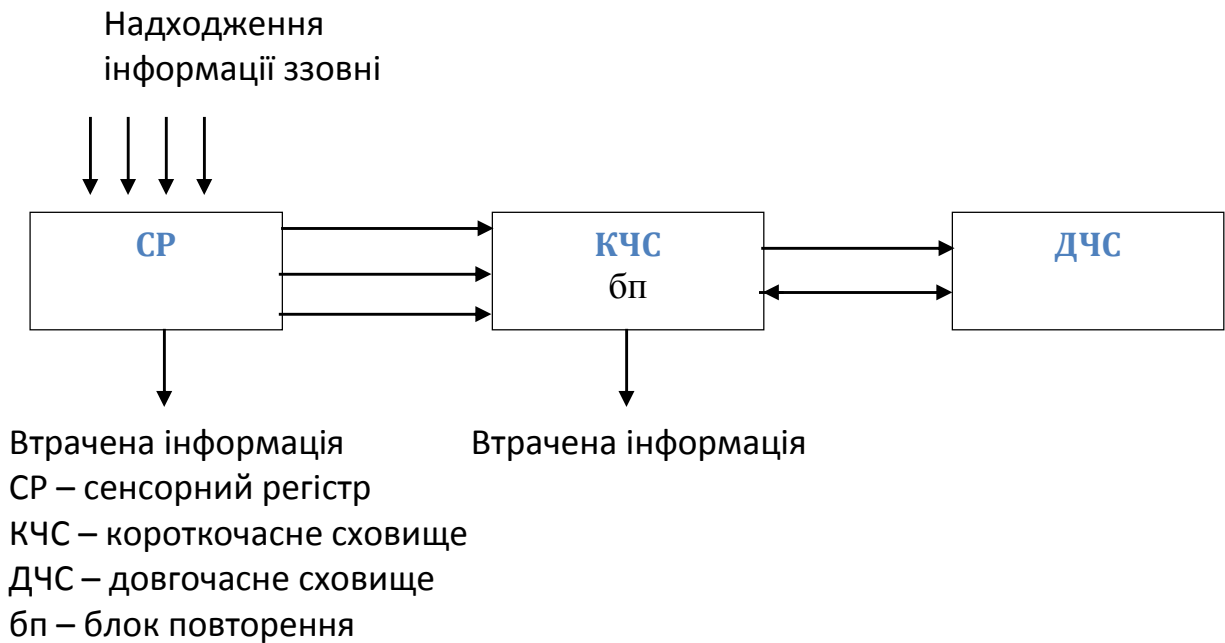 Надходження
інформації ззовні
СР
КЧС
бп
ДЧС
Втрачена інформація
Втрачена інформація
СР – сенсорний регістр
КЧС – короткочасне сховище
ДЧС – довгочасне сховище
бп – блок повторення